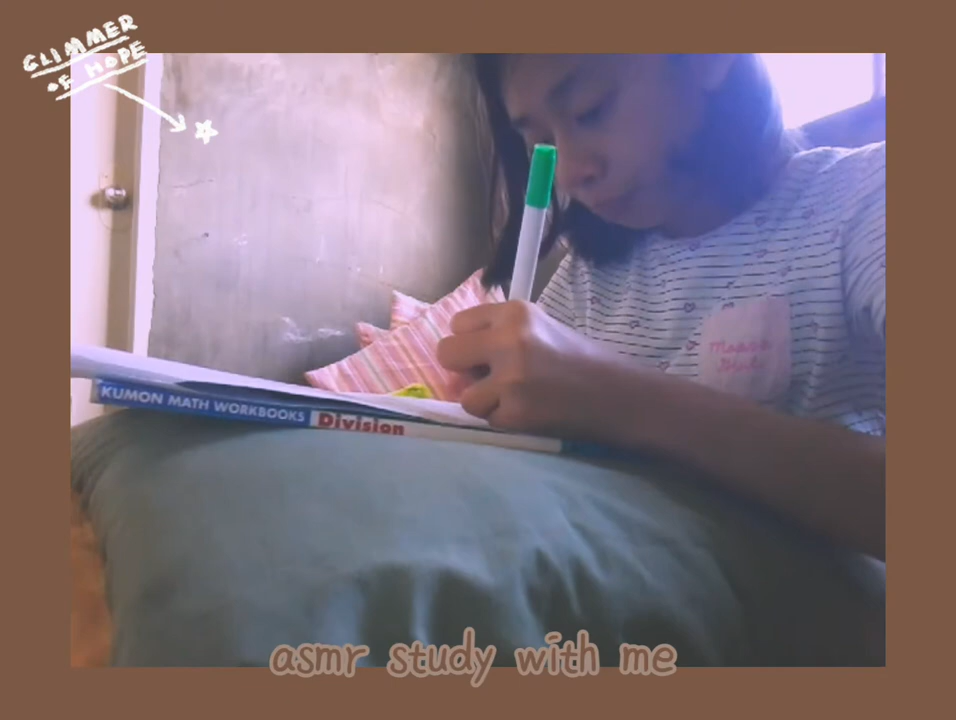 GLIMMER
OF HOPE
KUMON MATH WORKBOOKS Division
asmr study with me